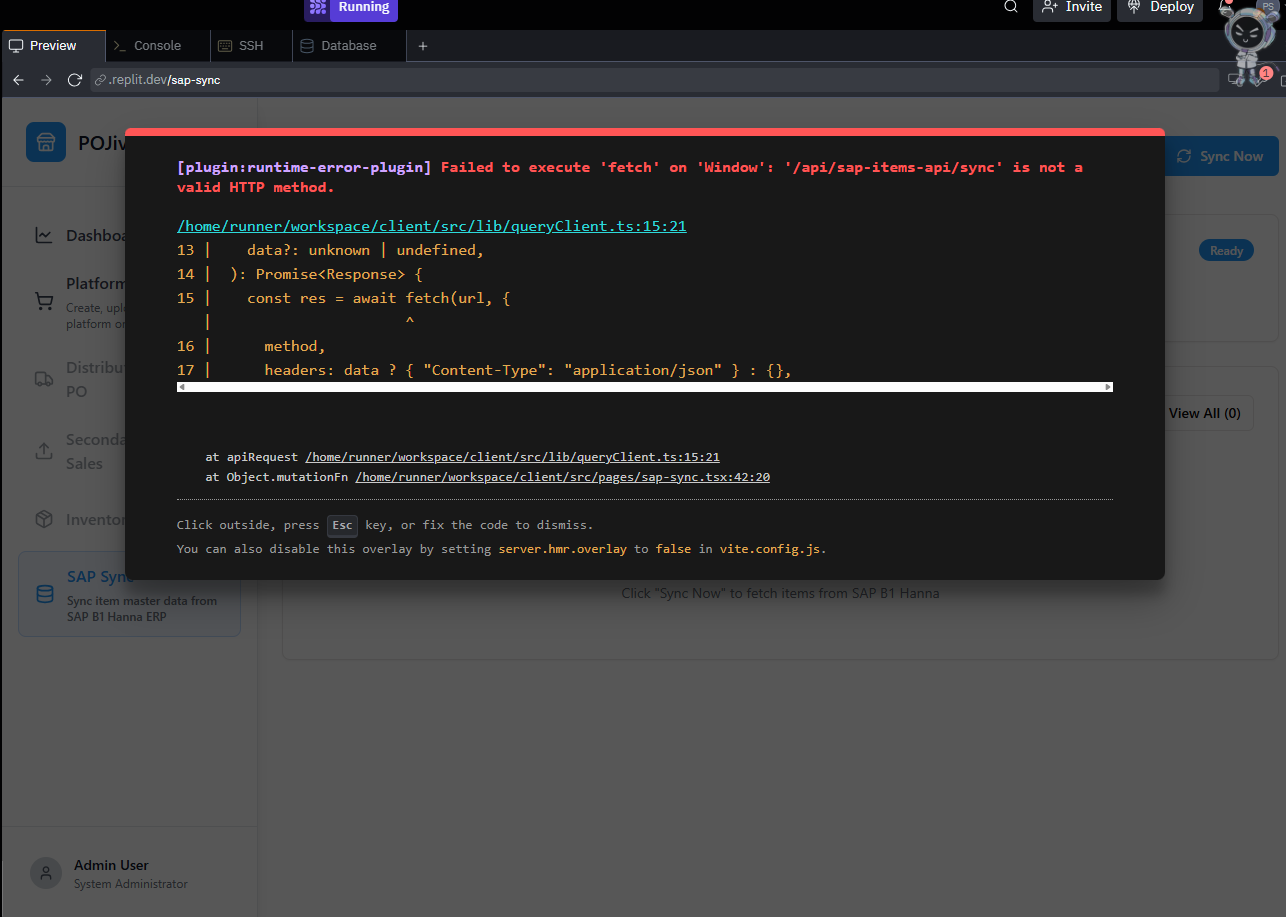 Running
Invite
Deploy
PS
Preview
Console
SSH
Database
+
1
.replit.dev/sap-sync
POJiv
Sync Now
[plugin:runtime-error-plugin] Failed to execute 'fetch' on 'Window': '/api/sap-items-api/sync' is not a
valid HTTP method.
/home/runner/workspace/client/src/lib/queryClient.ts:15:21
13 | data?: unknown | undefined,
14 | ): Promise<Response> {
15 | const res = await fetch(url, {
| ^
16 | method,
17 | headers: data ? { "Content-Type": "application/json" } : {},
at apiRequest /home/runner/workspace/client/src/lib/queryClient.ts:15:21
at Object.mutationFn /home/runner/workspace/client/src/pages/sap-sync.tsx:42:20
Click outside, press Esc key, or fix the code to dismiss.
You can also disable this overlay by setting server.hmr.overlay to false in vite.config.js.
Dashboa
Platform
Create, uplo
platform or
Distribu
PO
Seconda
Sales
Inventor
SAP Sync
Sync item master data from
SAP B1 Hanna ERP
Ready
View All (0)
Click "Sync Now" to fetch items from SAP B1 Hanna
Admin User
System Administrator